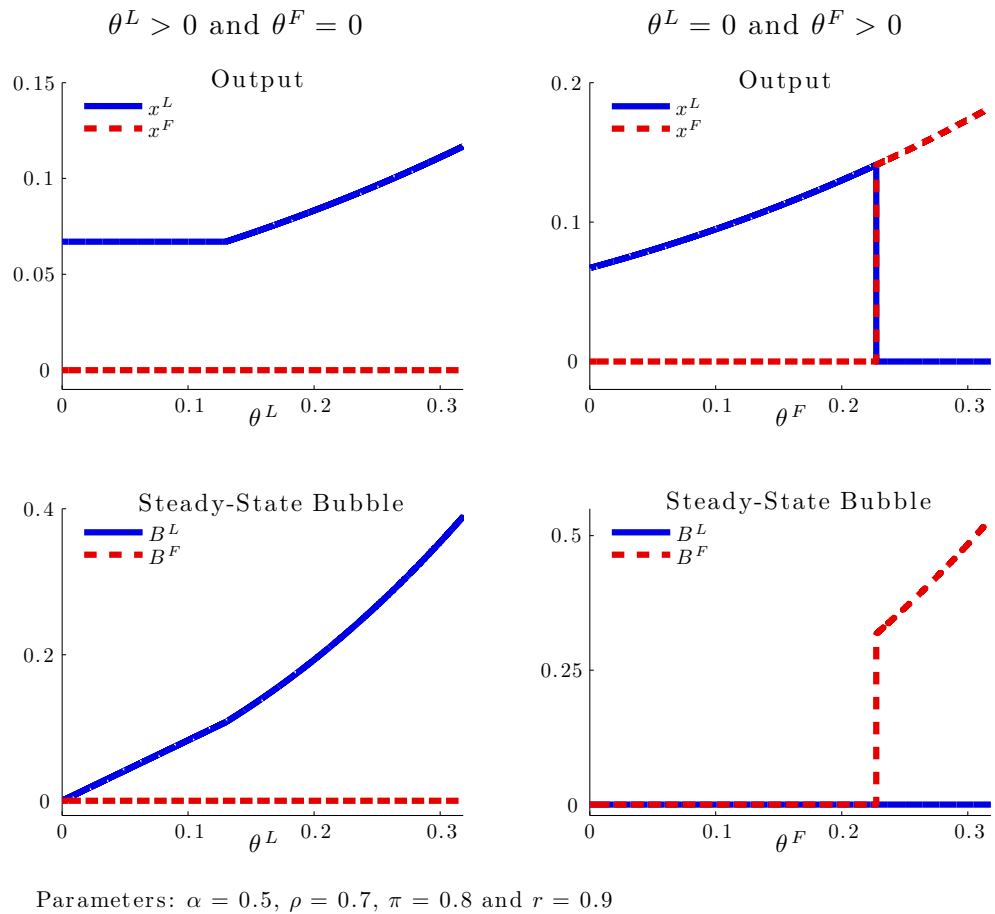 θ^L > 0 and θ^F = 0
θ^L = 0 and θ^F > 0
Output
x^L
x^F
0.15
0.1
0.05
0
0
0.1
0.2
0.3
θ^L
Output
x^L
x^F
0.2
0.1
0
0
0.1
0.2
0.3
θ^F
Steady-State Bubble
B^L
B^F
0.4
0.2
0
0
0.1
0.2
0.3
θ^L
Steady-State Bubble
B^L
B^F
0.5
0.25
0
0
0.1
0.2
0.3
θ^F
Parameters: α = 0.5, ρ = 0.7, π = 0.8 and r = 0.9